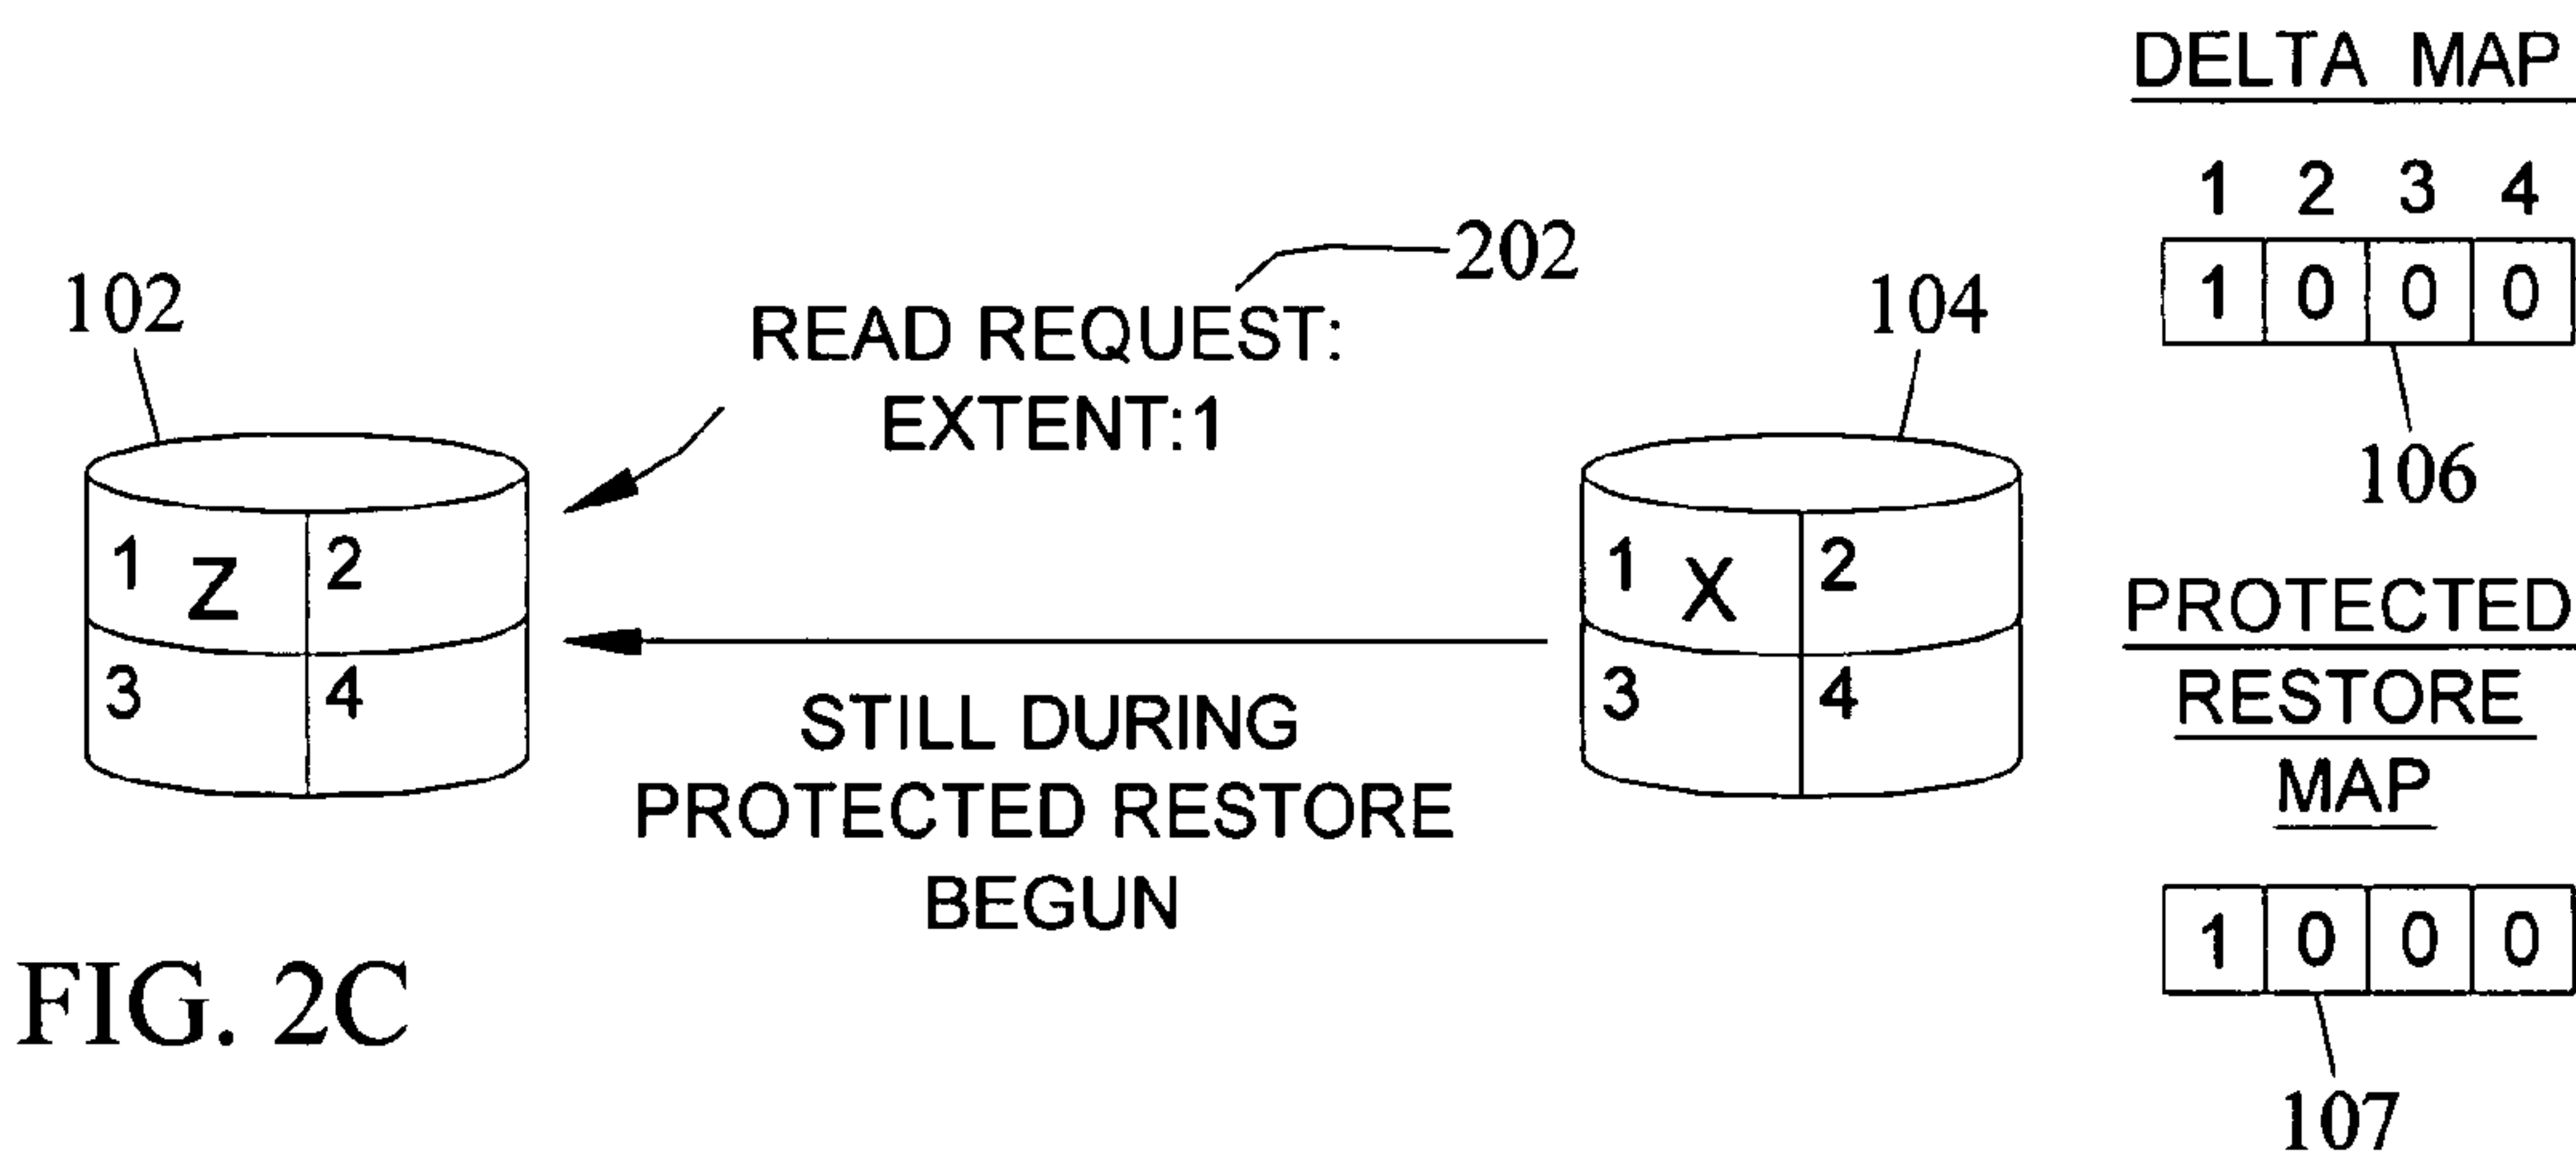 DELTA MAP
1 2 3 4
1 0 0 0
106
202
READ REQUEST:
EXTENT:1
102
1 Z 2
3 4
104
1 X 2
3 4
STILL DURING
PROTECTED RESTORE
BEGUN
PROTECTED
RESTORE
MAP
1 0 0 0
107
FIG. 2C